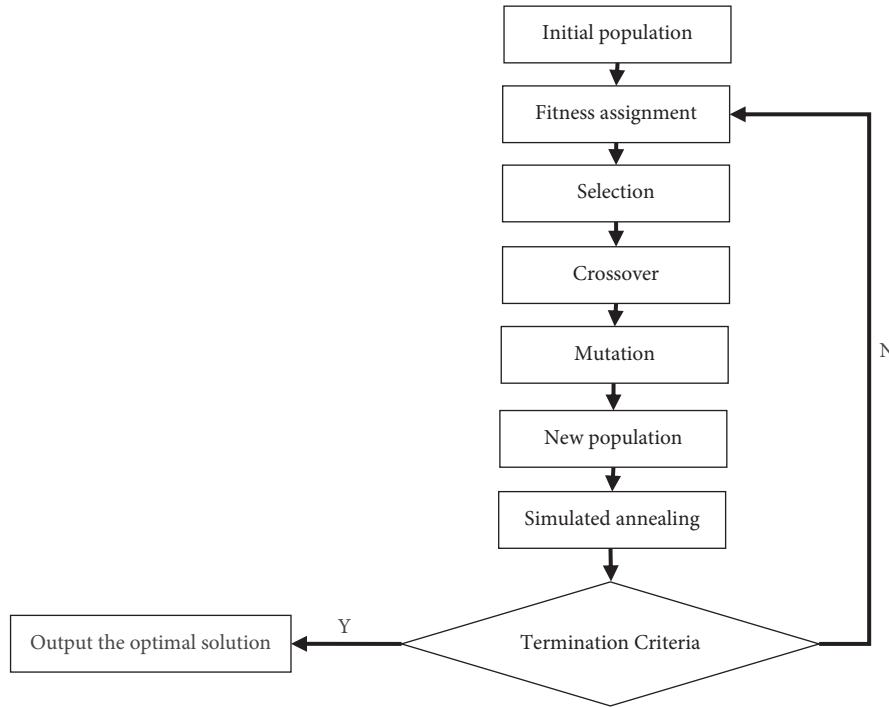 Initial population
Fitness assignment
Selection
Crossover
Mutation
N
New population
Simulated annealing
Y
Output the optimal solution
Termination Criteria